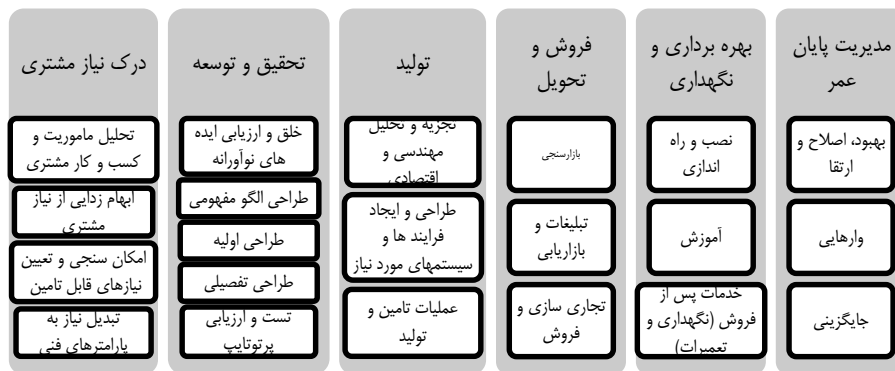 درک نیاز مشتری
تحلیل ماموریت و
کسب و کار مشتری
ابهام زدایی از نیاز
مشتری
امکان سنجی و تعیین
نیازهای قابل تامین
تبدیل نیاز به
پارامترهای فنی
تحقیق و توسعه
خلق و ارزیابی ایده
های نوآورانه
طراحی الگو مفهومی
طراحی اولیه
طراحی تفصیلی
تست و ارزیابی
پرتوتایپ
تولید
تجزیه و تحلیل
مهندسی و
اقتصادی
طراحی و ایجاد
فرایند ها و
سیستمهای مورد نیاز
عملیات تامین و
تولید
فروش و
تحویل
بازارسنجی
تبلیغات و
بازاریابی
تجاری سازی و
فروش
بهره برداری و
نگهداری
نصب و راه
اندازی
آموزش
خدمات پس از
فروش (نگهداری و
تعمیرات)
مدیریت پایان
عمر
بهبود، اصلاح و
ارتقا
وارهایی
جایگزینی